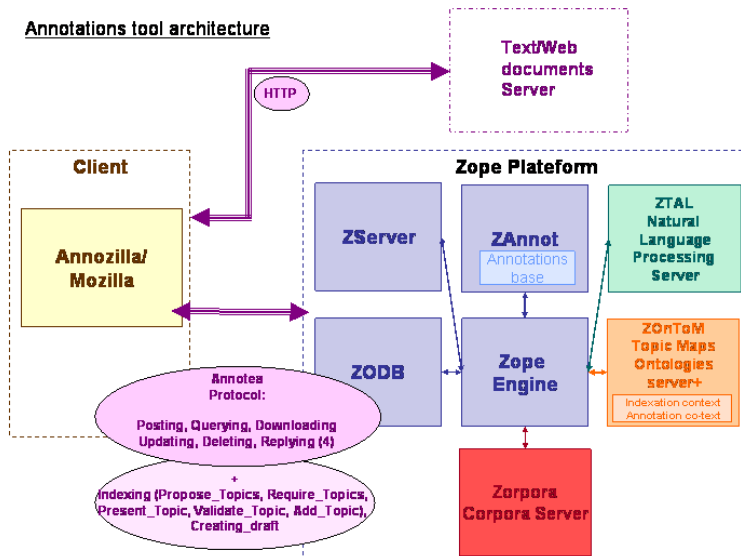 Annotations tool architecture
Text/Web
documents
Server
HTTP
Client
Zope Plateform
Annozilla/
Mozilla
ZServer
ZAnnot
Annotations
base
ZTAL
Natural
Language
Processing
Server
ZODB
Zope
Engine
ZOnToM
Topic Maps
Ontologies
server+
Indexation context
Annotation co-text
Annotea
Protocol:
Posting, Querying, Downloading
Updating, Deleting, Replying (4)
+
Indexing (Propose_Topics, Require_Topics,
Present_Topic, Validate_Topic, Add_Topic),
Creating_draft
Zorpora
Corpora Server